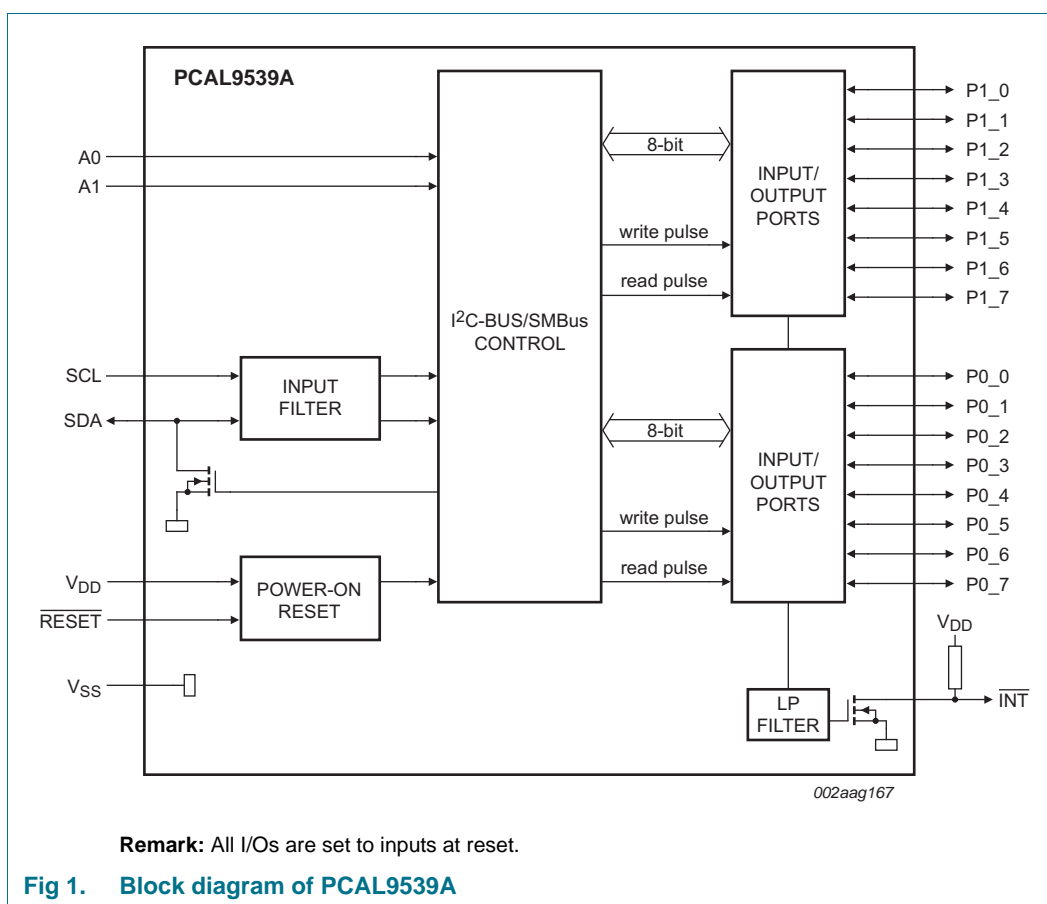 PCAL9539A
A0
A1
SCL
SDA
VDD
RESET
VSS
INPUT
FILTER
POWER-ON
RESET
I2C-BUS/SMBus
CONTROL
8-bit
write pulse
read pulse
INPUT/
OUTPUT
PORTS
P1_0
P1_1
P1_2
P1_3
P1_4
P1_5
P1_6
P1_7
8-bit
write pulse
read pulse
INPUT/
OUTPUT
PORTS
P0_0
P0_1
P0_2
P0_3
P0_4
P0_5
P0_6
P0_7
VDD
INT
LP
FILTER
002aag167
Remark: All I/Os are set to inputs at reset.
Fig 1. Block diagram of PCAL9539A